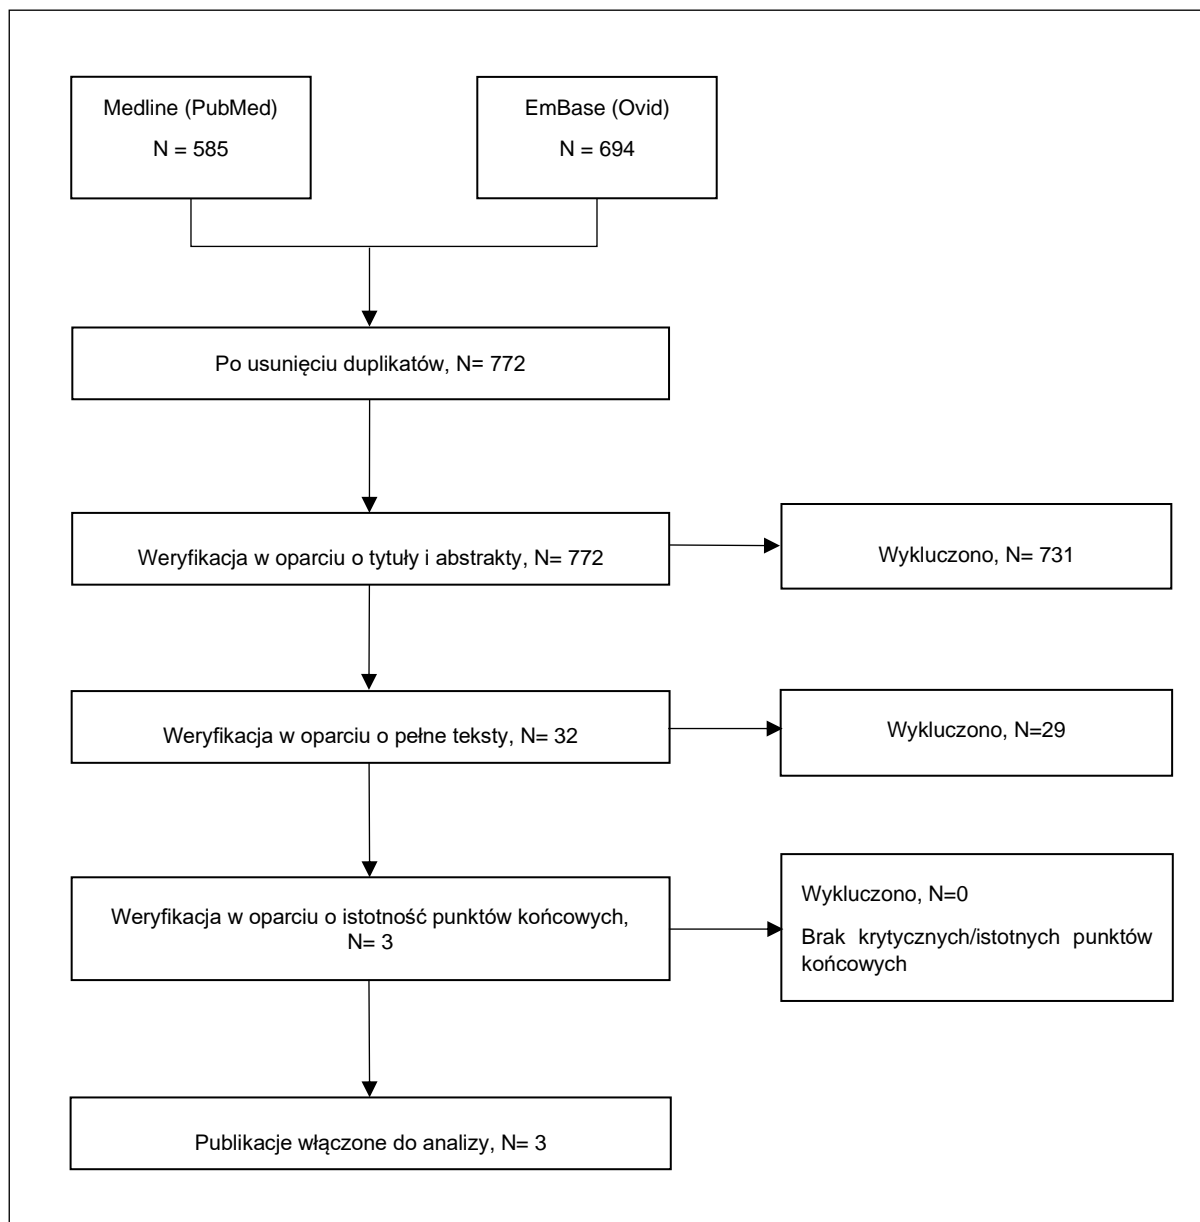 Medline (PubMed)
N = 585
EmBase (Ovid)
N = 694
Po usunięciu duplikatów, N= 772
Weryfikacja w oparciu o tytuły i abstrakty, N= 772
Wykluczono, N= 731
Weryfikacja w oparciu o pełne teksty, N= 32
Wykluczono, N=29
Weryfikacja w oparciu o istotność punktów końcowych,
N= 3
Wykluczono, N=0
Brak krytycznych/istotnych punktów
końcowych
Publikacje włączone do analizy, N= 3